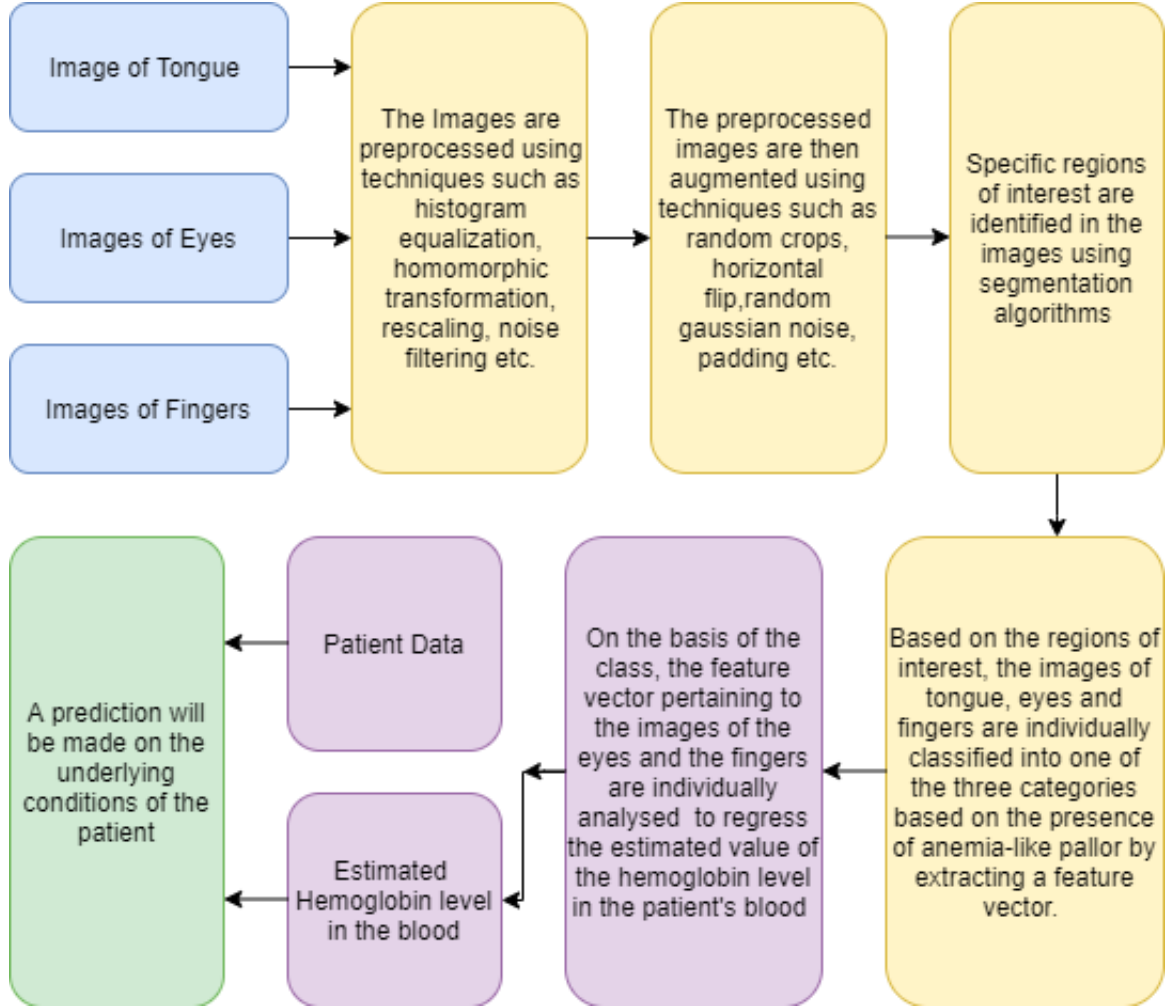 Image of Tongue
Images of Eyes
Images of Fingers
The Images are
preprocessed using
techniques such as
histogram
equalization,
homomorphic
transformation,
rescaling, noise
filtering etc.
The preprocessed
images are then
augmented using
techniques such as
random crops,
horizontal
flip,random
gaussian noise,
padding etc.
Specific regions
of interest are
identified in the
images using
segmentation
algorithms
Based on the regions of
interest, the images of
tongue, eyes and
fingers are individually
classified into one of
the three categories
based on the presence
of anemia-like pallor by
extracting a feature
vector.
On the basis of the
class, the feature
vector pertaining to
the images of the
eyes and the fingers
are individually
analysed  to regress
the estimated value of
the hemoglobin level
in the patient's blood
Patient Data
Estimated
Hemoglobin level
in the blood
A prediction will
be made on the
underlying
conditions of the
patient